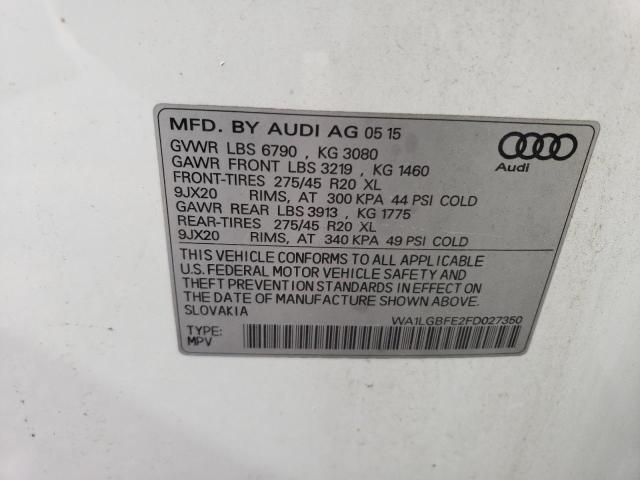 MFD. BY AUDI AG 05 15
GVWR LBS 6790 , KG 3080
GAWR FRONT LBS 3219 , KG 1460
FRONT-TIRES 275/45 R20 XL
9JX20 RIMS, AT 300 KPA 44 PSI COLD
GAWR REAR LBS 3913 , KG 1775
REAR-TIRES 275/45 R20 XL
9JX20 RIMS, AT 340 KPA 49 PSI COLD
Audi
THIS VEHICLE CONFORMS TO ALL APPLICABLE
U.S. FEDERAL MOTOR VEHICLE SAFETY AND
THEFT PREVENTION STANDARDS IN EFFECT ON
THE DATE OF MANUFACTURE SHOWN ABOVE.
SLOVAKIA
WA1LGBFE2FD027350
TYPE:
MPV